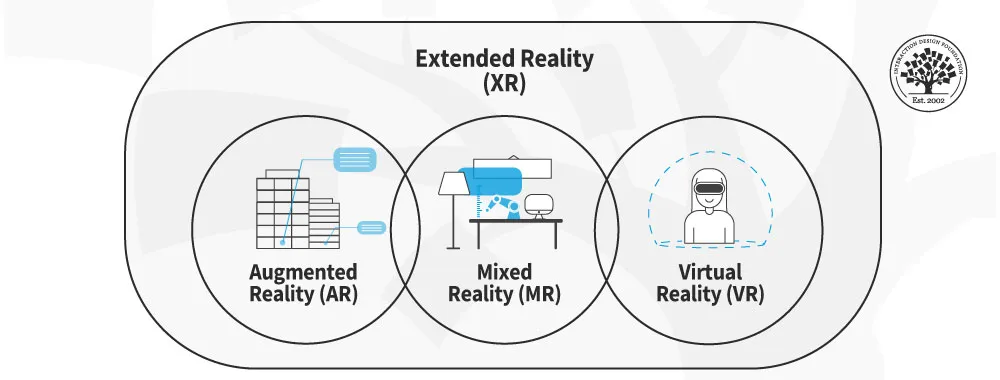 Extended Reality
(XR)
INTERACTION DESIGN FOUNDATION
Est. 2002
Augmented
Reality (AR)
Mixed
Reality (MR)
Virtual
Reality (VR)